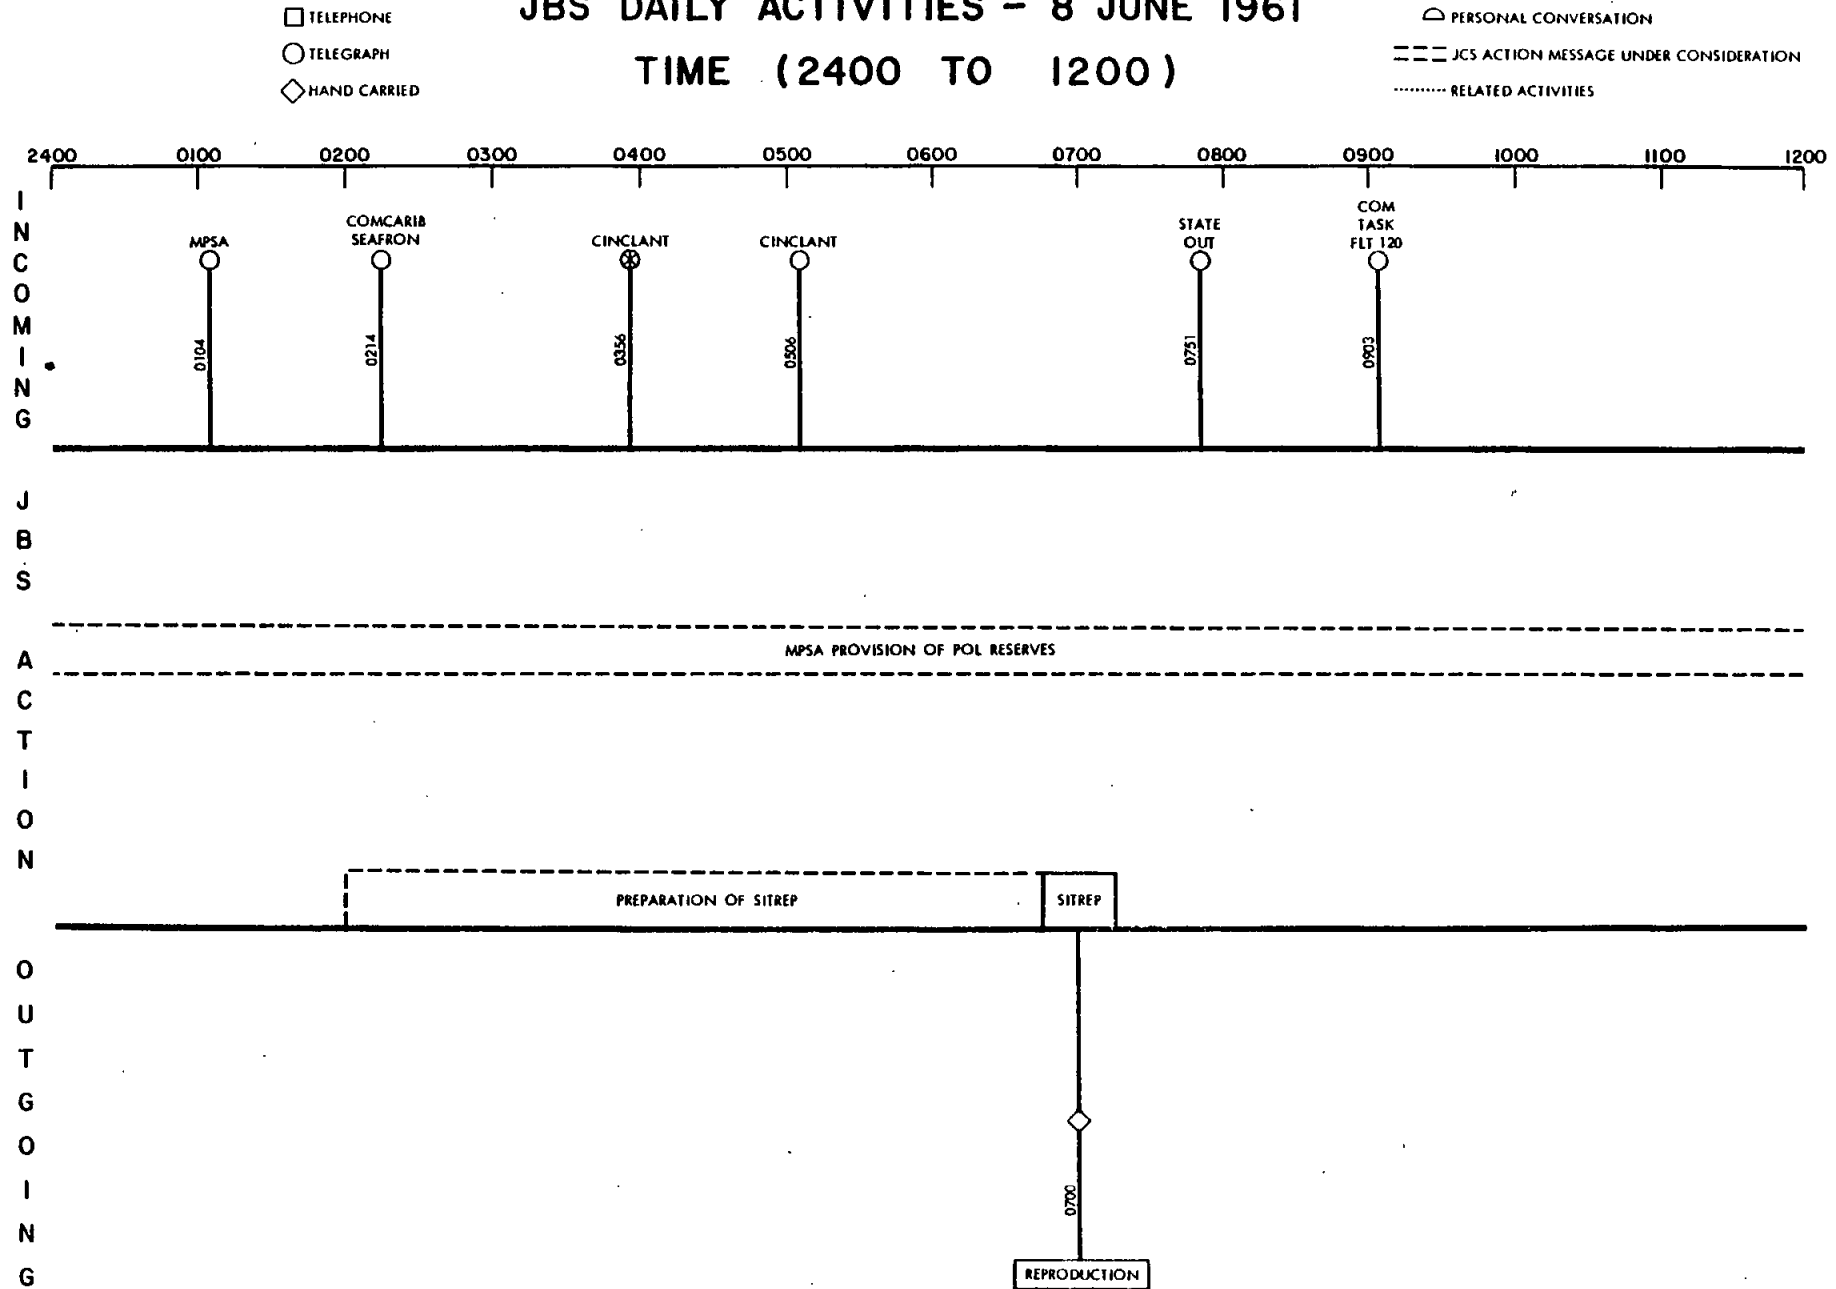 JBS DAILY ACTIVITIES - 8 JUNE 1961
TIME (2400 TO 1200)
TELEPHONE
TELEGRAPH
HAND CARRIED
PERSONAL CONVERSATION
JCS ACTION MESSAGE UNDER CONSIDERATION
RELATED ACTIVITIES
2400 0100 0200 0300 0400 0500 0600 0700 0800 0900 1000 1100 1200
INCOMING
MPSA
0104
COMCARIB
SEAFRON
0214
CINCLANT
0356
CINCLANT
0506
STATE
OUT
0751
COM
TASK
FLT 120
0903
JBS ACTION
MPSA PROVISION OF POL RESERVES
PREPARATION OF SITREP
SITREP
OUTGOING
0700
REPRODUCTION